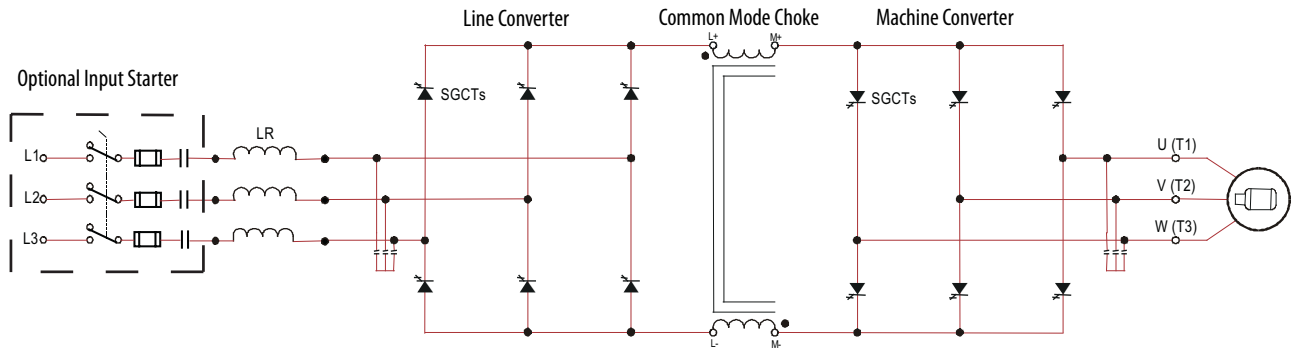 Line Converter
Common Mode Choke
Machine Converter
Optional Input Starter
L+
M+
SGCTs
SGCTs
LR
L1
L2
L3
U (T1)
V (T2)
W (T3)
L-
M-